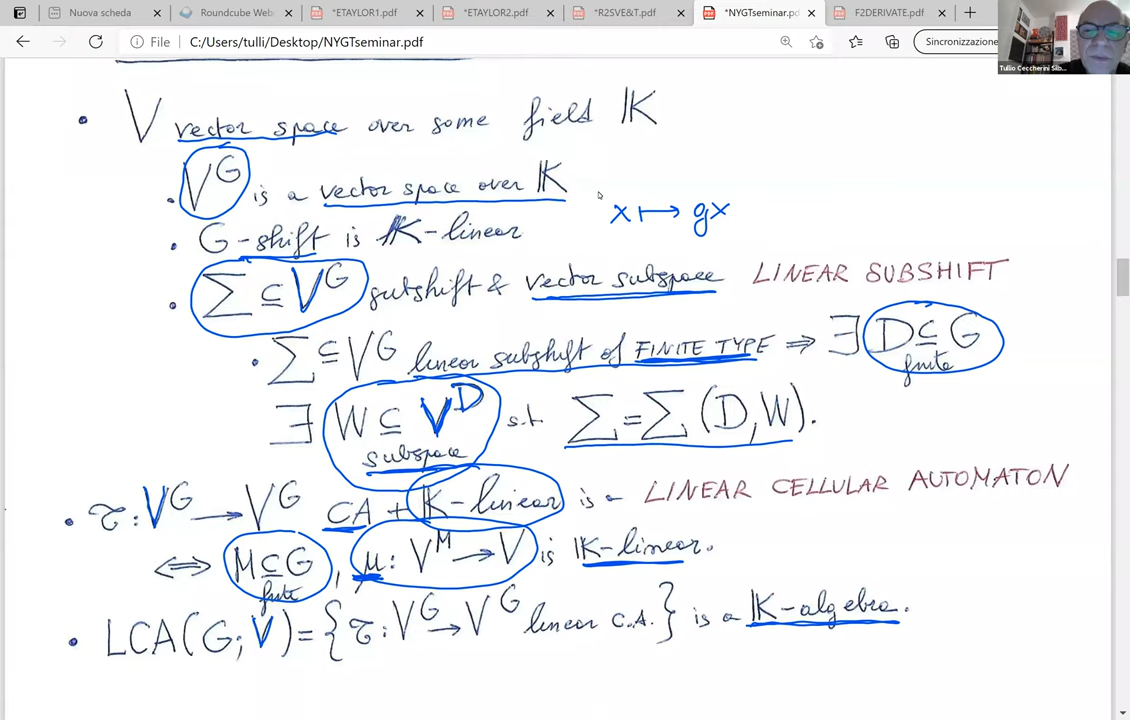 Nuova scheda
Roundcube Web
*ETAYLOR1.pdf
*ETAYLOR2.pdf
*R2SVE&T.pdf
*NYGTseminar.pd
F2DERIVATE.pdf
File C:/Users/tulli/Desktop/NYGTseminar.pdf
Sincronizzazione
Tullio Ceccherini Silb...
• V vector space over some field 𝕂
• V^G is a vector space over 𝕂
x ↦ gx
• G-shift is 𝕂-linear
• Σ ⊆ V^G subshift & vector subspace LINEAR SUBSHIFT
• Σ ⊆ V^G linear subshift of FINITE TYPE ⇒ ∃ D ⊆ G
finite
∃ W ⊆ V^D s.t. Σ = Σ(D,W).
subspace
• τ: V^G → V^G CA + 𝕂-linear is a LINEAR CELLULAR AUTOMATON
⇔ M ⊆ G, μ: V^M → V is 𝕂-linear.
finite
• LCA(G; V) = {τ: V^G → V^G linear C.A.} is a 𝕂-algebra.